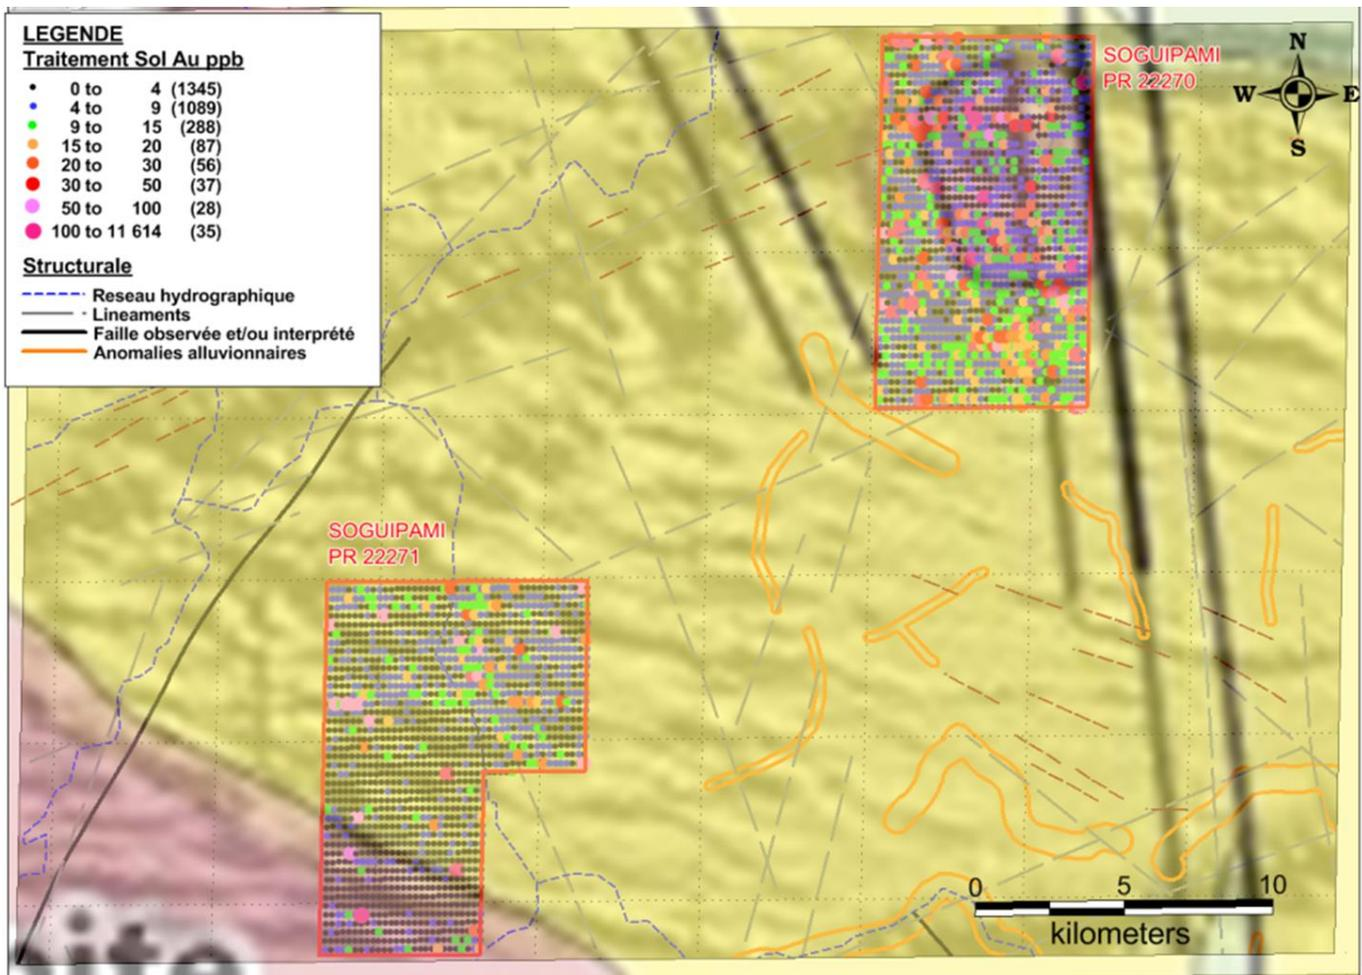 LEGENDE
Traitement Sol Au ppb
0 to 4 (1345)
4 to 9 (1089)
9 to 15 (288)
15 to 20 (87)
20 to 30 (56)
30 to 50 (37)
50 to 100 (28)
100 to 11 614 (35)
Structurale
Reseau hydrographique
Lineaments
Faille observée et/ou interprété
Anomalies alluvionnaires
SOGUIPAMI
PR 22270
N
W E
S
SOGUIPAMI
PR 22271
0 5 10
kilometers
ite